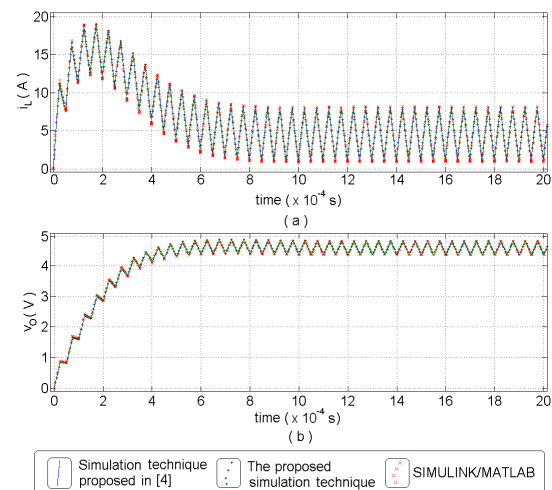 20
15
10
5
0
i_L ( A )
0 2 4 6 8 10 12 14 16 18 20
time ( x 10^-4 s )
( a )
5
4
3
2
1
0
v_O ( V )
0 2 4 6 8 10 12 14 16 18 20
time ( x 10^-4 s )
( b )
Simulation technique
proposed in [4]
The proposed
simulation technique
SIMULINK/MATLAB